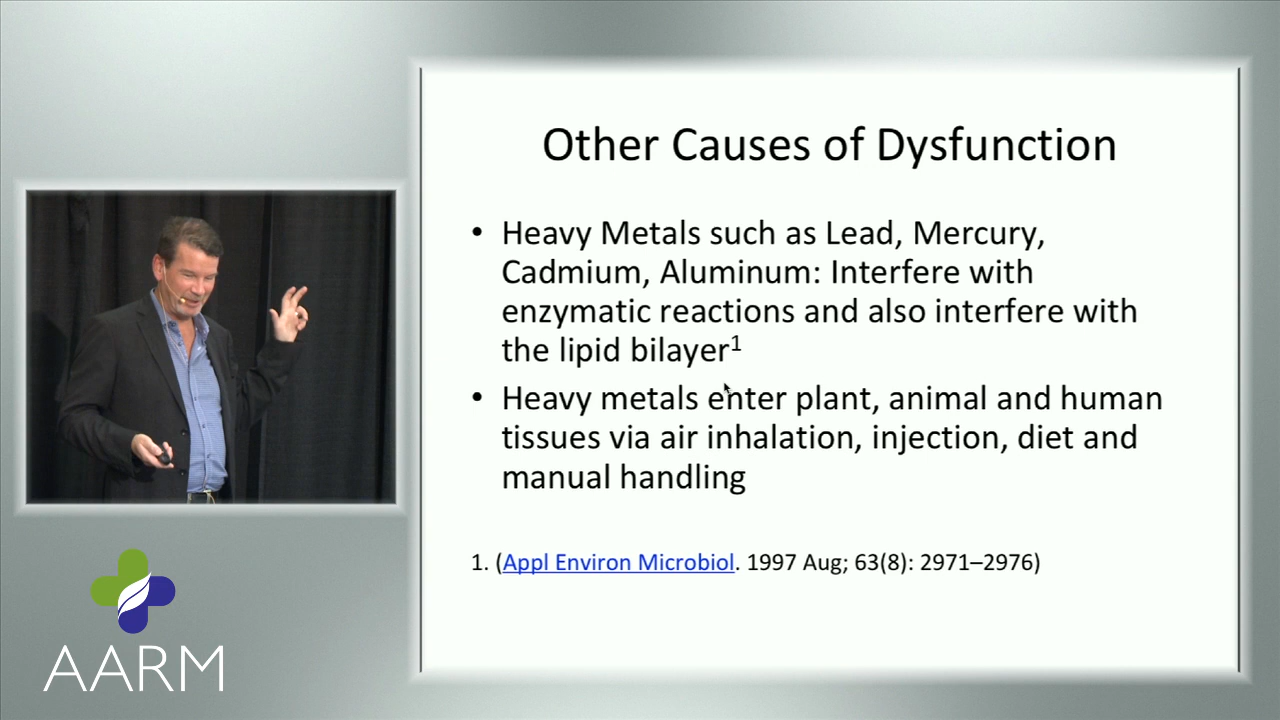 Other Causes of Dysfunction
• Heavy Metals such as Lead, Mercury,
Cadmium, Aluminum: Interfere with
enzymatic reactions and also interfere with
the lipid bilayer1
• Heavy metals enter plant, animal and human
tissues via air inhalation, injection, diet and
manual handling
1. (Appl Environ Microbiol. 1997 Aug; 63(8): 2971–2976)
AARM